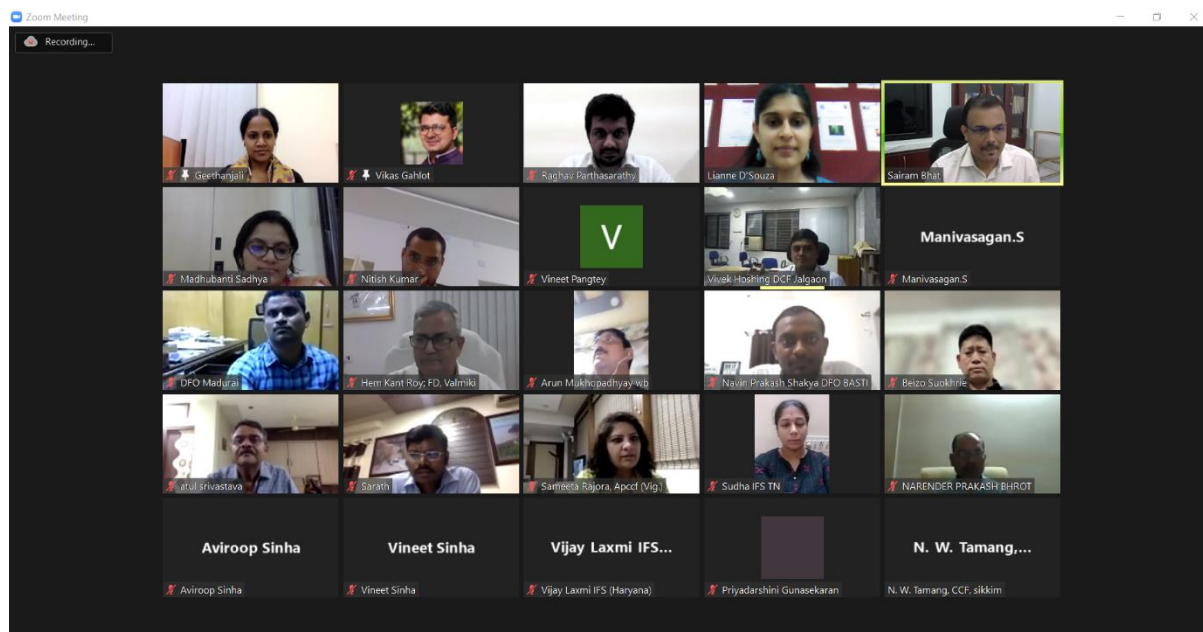 Zoom Meeting
Recording...
Geethanjali
Vikas Gahlot
Raghav Parthasarathy
Lianne D'Souza
Sairam Bhat
Madhubanti Sadhya
Nitish Kumar
V
Vineet Pangtey
Vivek Hoshing DCF Jalgaon
Manivasagan.S
Manivasagan.S
DFO Madurai
Hem Kant Roy; FD, Valmiki
Arun Mukhopadhyay wb
Navin Prakash Shakya DFO BASTI
Beizo Suokhrie
atul srivastava
Sarath
Sameeta Rajora, Apccf (Vig.)
Sudha IFS TN
NARENDER PRAKASH BHROT
Aviroop Sinha
Aviroop Sinha
Vineet Sinha
Vineet Sinha
Vijay Laxmi IFS...
Vijay Laxmi IFS (Haryana)
Priyadarshini Gunasekaran
N. W. Tamang,...
N. W. Tamang, CCF, sikkim